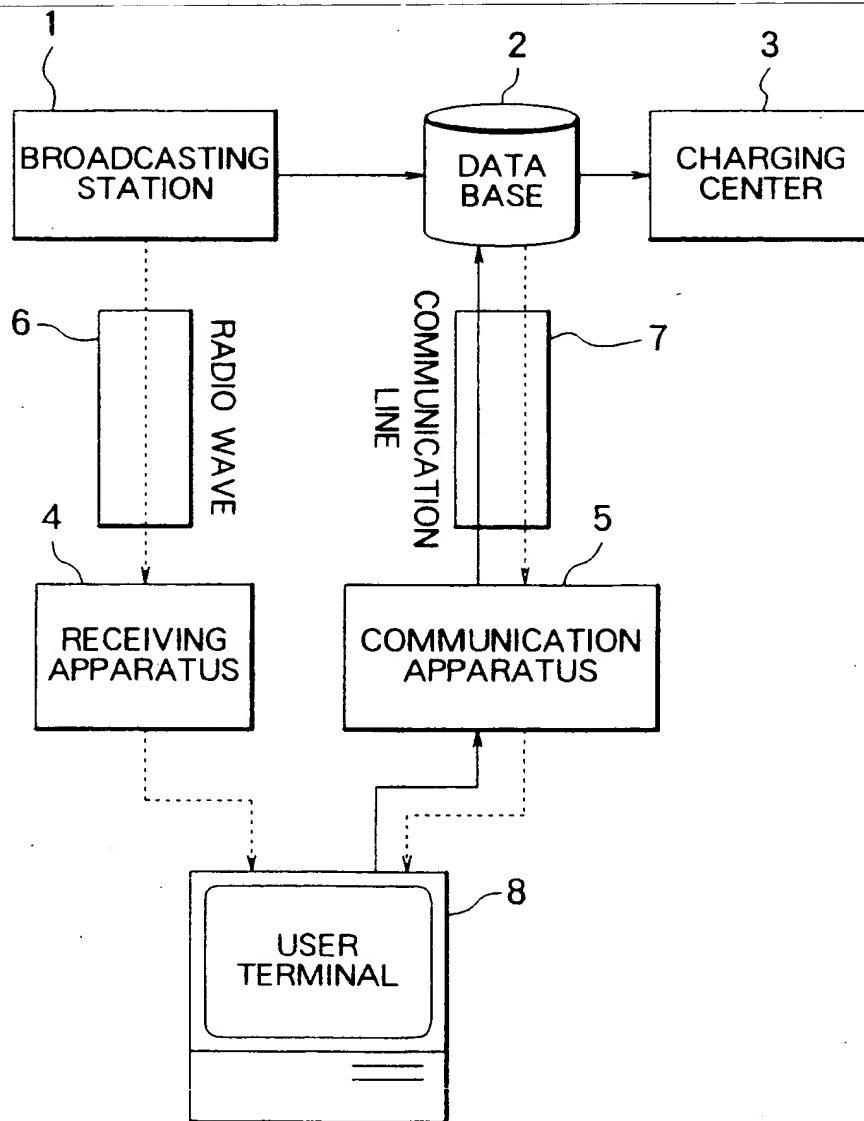 1
2
3
BROADCASTING
STATION
DATA
BASE
CHARGING
CENTER
6
RADIO WAVE
COMMUNICATION
LINE
7
4
5
RECEIVING
APPARATUS
COMMUNICATION
APPARATUS
8
USER
TERMINAL